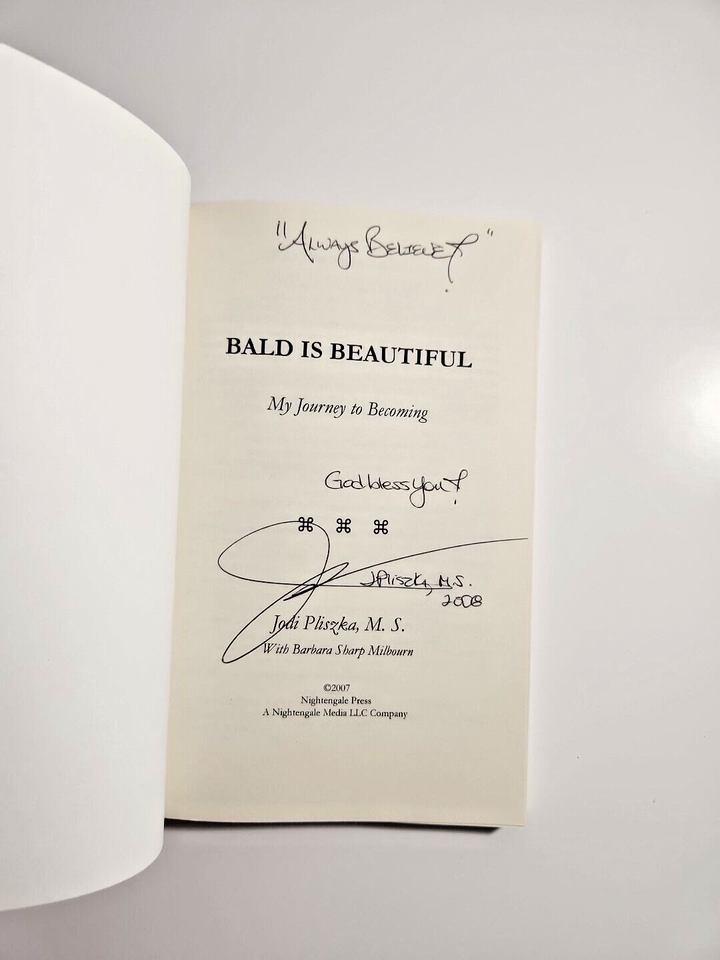 "Always Believe!"
BALD IS BEAUTIFUL
My Journey to Becoming
God bless you!
⌘ ⌘ ⌘
JPliszka, M.S.
2008
Jodi Pliszka, M. S.
With Barbara Sharp Milbourn
©2007
Nightengale Press
A Nightengale Media LLC Company